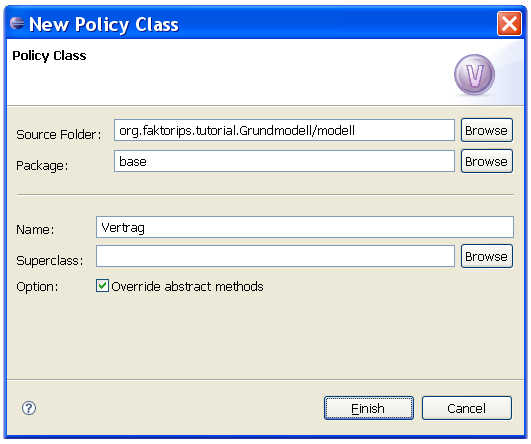 New Policy Class
Policy Class
V
Source Folder: org.faktorips.tutorial.Grundmodell/modell Browse
Package: base Browse
Name: Vertrag
Superclass: Browse
Option: Override abstract methods
? Finish Cancel